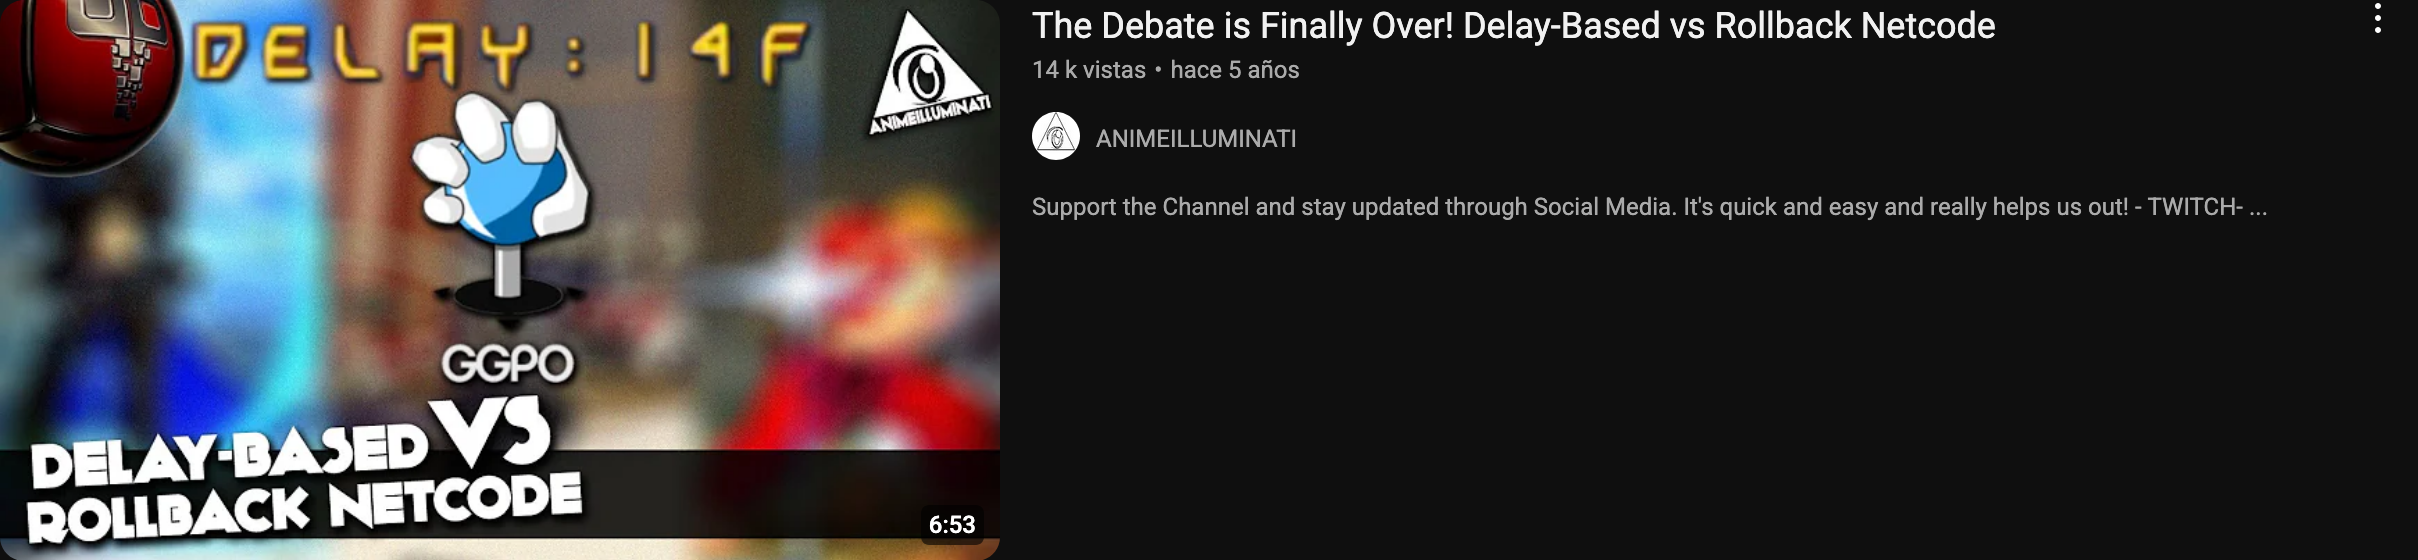 DELAY: 14F
ANIMEILLUMINATI
GGPO
DELAY-BASED VS
ROLLBACK NETCODE
6:53
The Debate is Finally Over! Delay-Based vs Rollback Netcode
14 k vistas • hace 5 años
ANIMEILLUMINATI
Support the Channel and stay updated through Social Media. It's quick and easy and really helps us out! - TWITCH- ...